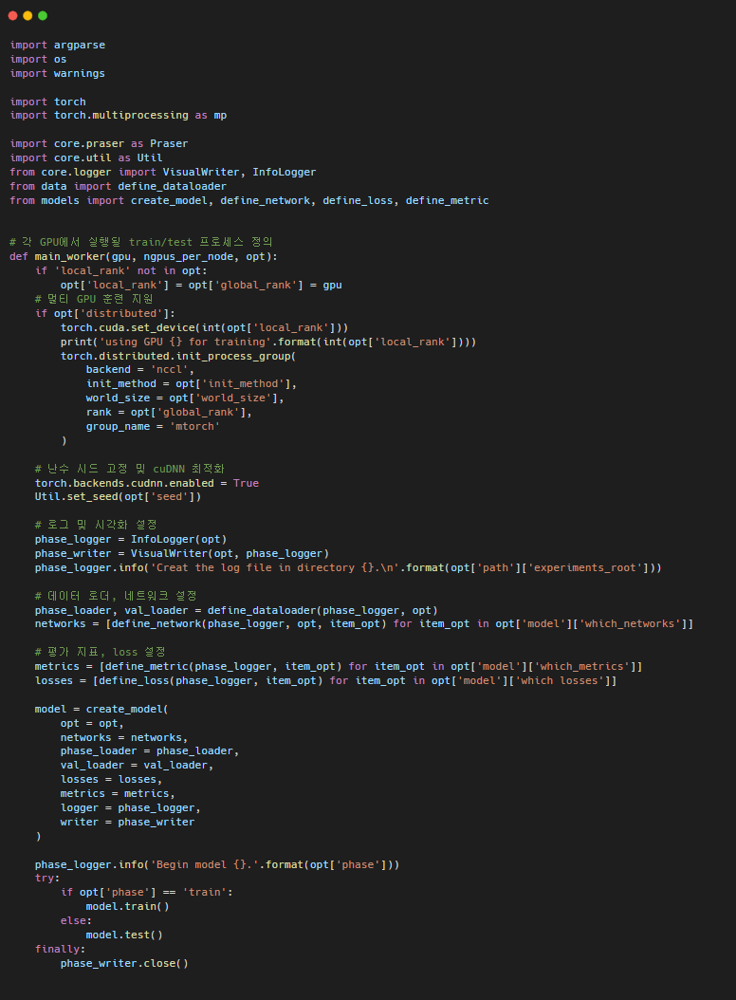 import argparse
import os
import warnings

import torch
import torch.multiprocessing as mp

import core.praser as Praser
import core.util as Util
from core.logger import VisualWriter, InfoLogger
from data import define_dataloader
from models import create_model, define_network, define_loss, define_metric


# 각 GPU에서 실행될 train/test 프로세스 정의
def main_worker(gpu, ngpus_per_node, opt):
    if 'local_rank' not in opt:
        opt['local_rank'] = opt['global_rank'] = gpu
    # 멀티 GPU 훈련 지원
    if opt['distributed']:
        torch.cuda.set_device(int(opt['local_rank']))
        print('using GPU {} for training'.format(int(opt['local_rank'])))
        torch.distributed.init_process_group(
            backend = 'nccl',
            init_method = opt['init_method'],
            world_size = opt['world_size'],
            rank = opt['global_rank'],
            group_name = 'mtorch'
        )

    # 난수 시드 고정 및 cuDNN 최적화
    torch.backends.cudnn.enabled = True
    Util.set_seed(opt['seed'])

    # 로그 및 시각화 설정
    phase_logger = InfoLogger(opt)
    phase_writer = VisualWriter(opt, phase_logger)
    phase_logger.info('Creat the log file in directory {}.\n'.format(opt['path']['experiments_root']))

    # 데이터 로더, 네트워크 설정
    phase_loader, val_loader = define_dataloader(phase_logger, opt)
    networks = [define_network(phase_logger, opt, item_opt) for item_opt in opt['model']['which_networks']]

    # 평가 지표, loss 설정
    metrics = [define_metric(phase_logger, item_opt) for item_opt in opt['model']['which_metrics']]
    losses = [define_loss(phase_logger, item_opt) for item_opt in opt['model']['which losses']]

    model = create_model(
        opt = opt,
        networks = networks,
        phase_loader = phase_loader,
        val_loader = val_loader,
        losses = losses,
        metrics = metrics,
        logger = phase_logger,
        writer = phase_writer
    )

    phase_logger.info('Begin model {}.'.format(opt['phase']))
    try:
        if opt['phase'] == 'train':
            model.train()
        else:
            model.test()
    finally:
        phase_writer.close()